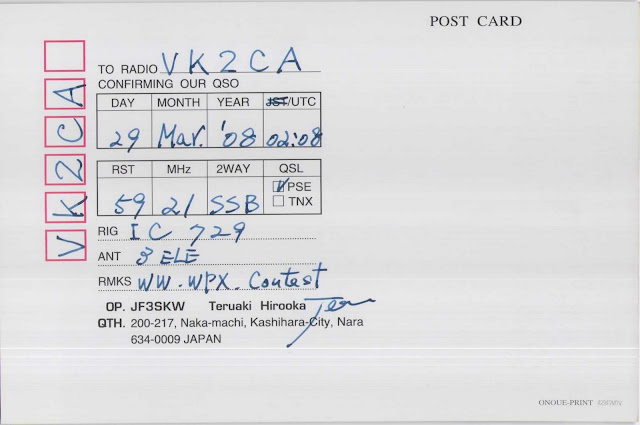 POST CARD
VK2CA
TO RADIO VK2CA
CONFIRMING OUR QSO
DAY MONTH YEAR JST/UTC
29 Mar. '08 02:08
RST MHz 2WAY QSL
PSE
59 21 SSB TNX
RIG IC 729
ANT 3 ELE
RMKS WW. WPX. Contest
OP. JF3SKW Teruaki Hirooka
QTH. 200-217, Naka-machi, Kashihara-City, Nara
634-0009 JAPAN
ONOUE-PRINT